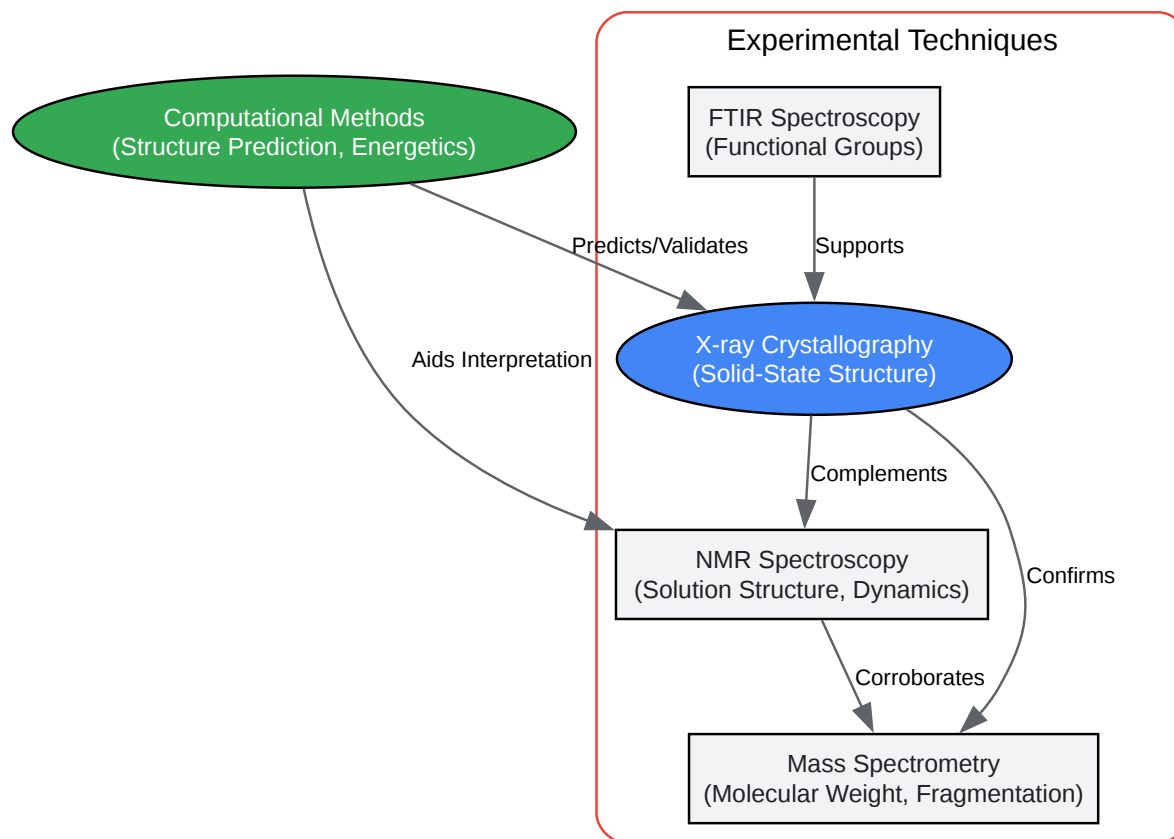 Experimental Techniques
Computational Methods
(Structure Prediction, Energetics)
FTIR Spectroscopy
(Functional Groups)
Predicts/Validates
Supports
X-ray Crystallography
(Solid-State Structure)
Aids Interpretation
Complements
NMR Spectroscopy
(Solution Structure, Dynamics)
Confirms
Corroborates
Mass Spectrometry
(Molecular Weight, Fragmentation)